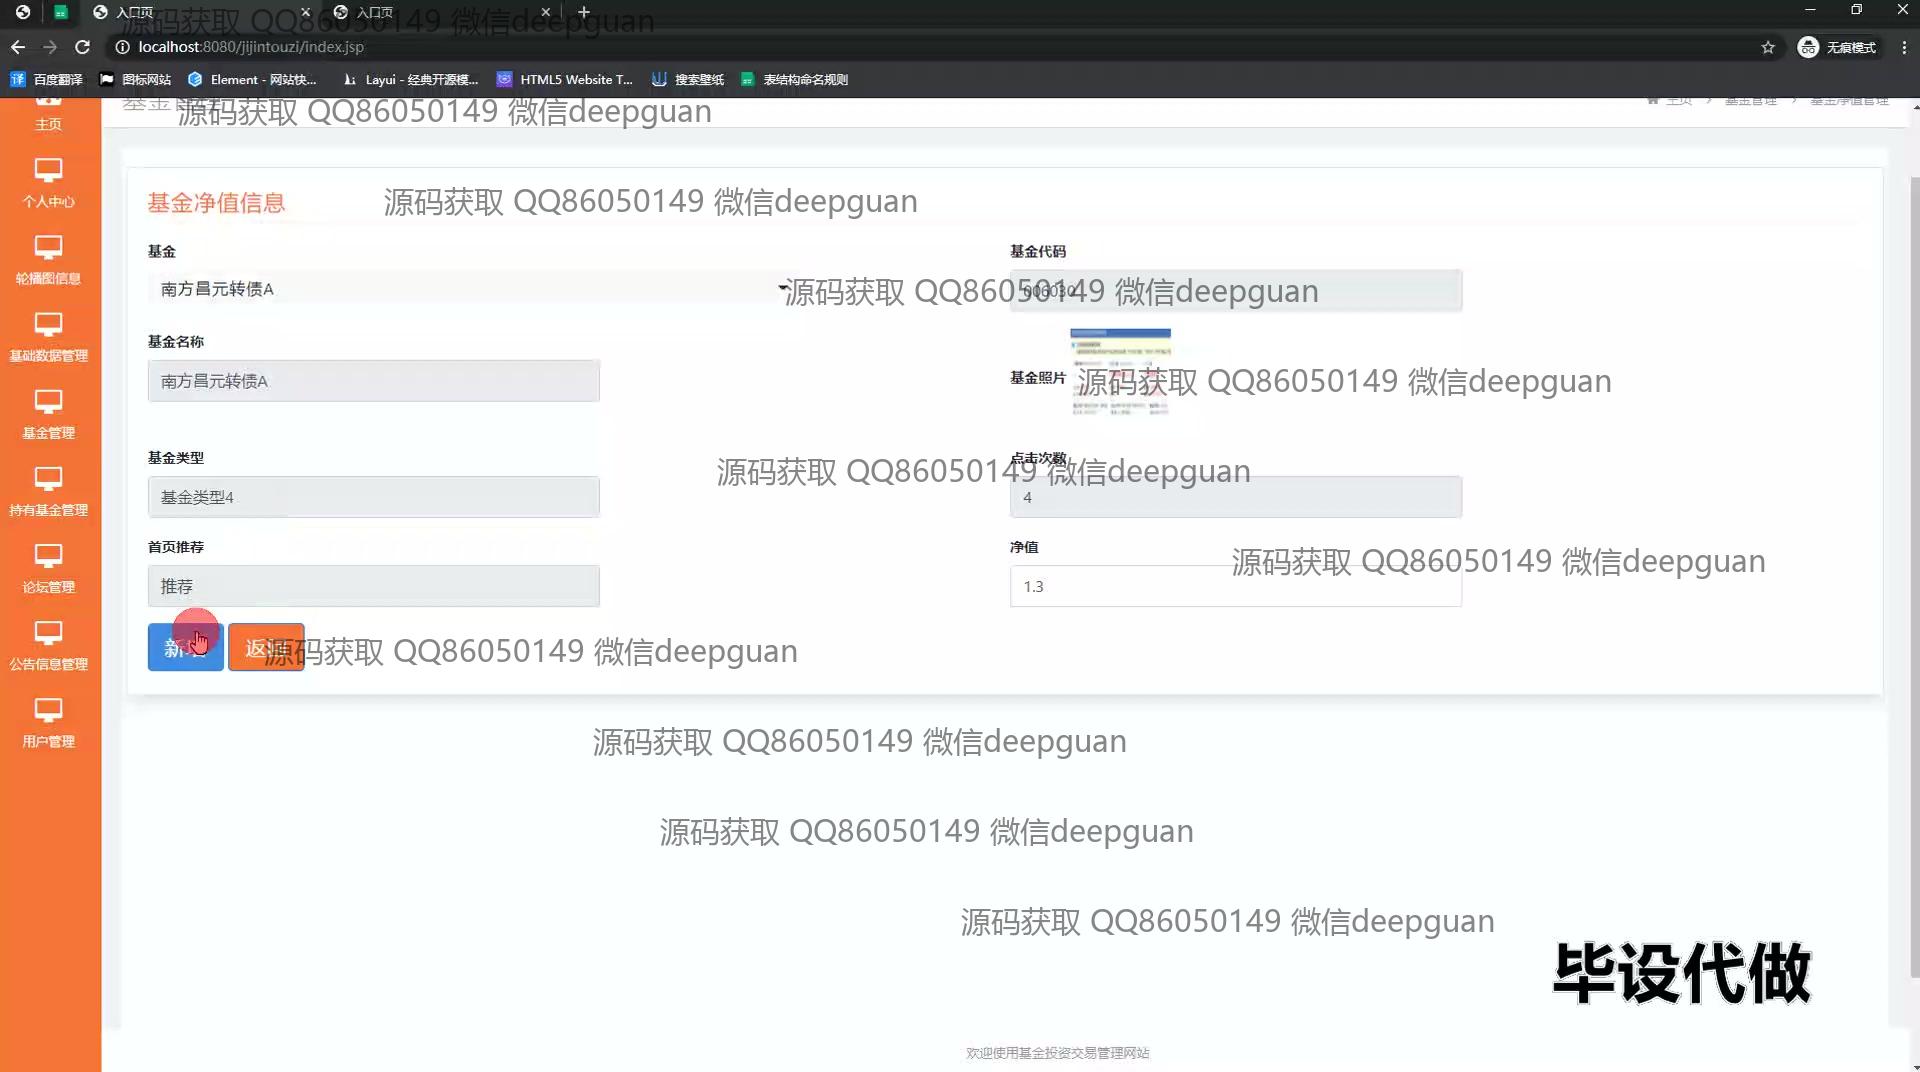 入口页
入口页
源码获取 QQ86050149 微信deepguan
localhost:8080/jijintouzi/index.jsp
无痕模式
百度翻译
图标网站
Element - 网站快...
Layui - 经典开源模...
HTML5 Website T...
搜索壁纸
表结构命名规则
源码获取 QQ86050149 微信deepguan
主页
基金管理
基金净值管理
主页
个人中心
轮播图信息
基础数据管理
基金管理
持有基金管理
论坛管理
公告信息管理
用户管理
基金净值信息
源码获取 QQ86050149 微信deepguan
基金
基金代码
南方昌元转债A
源码获取 QQ86050149 微信deepguan
基金名称
南方昌元转债A
基金照片
源码获取 QQ86050149 微信deepguan
基金类型
点击次数
源码获取 QQ86050149 微信deepguan
基金类型4
4
首页推荐
净值
源码获取 QQ86050149 微信deepguan
推荐
1.3
新增
返回
源码获取 QQ86050149 微信deepguan
源码获取 QQ86050149 微信deepguan
源码获取 QQ86050149 微信deepguan
源码获取 QQ86050149 微信deepguan
毕设代做
欢迎使用基金投资交易管理网站